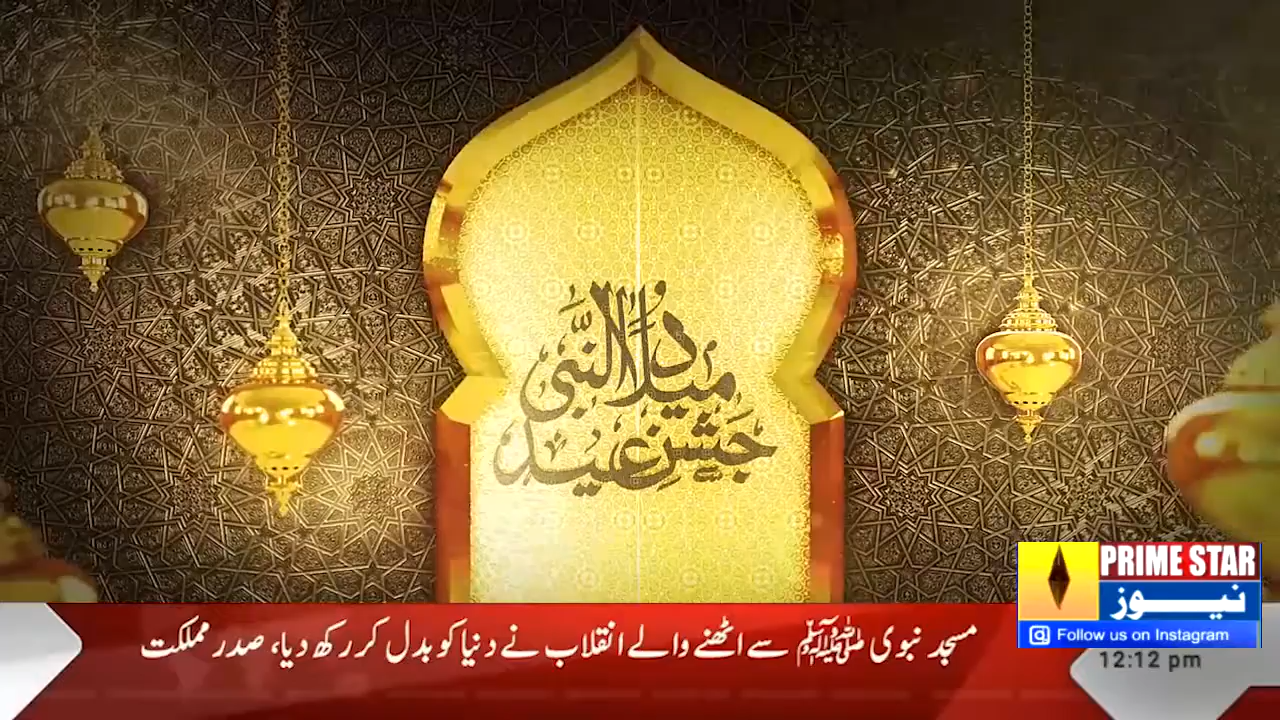 میلاد النبی
جشنِ عید
PRIME STAR
نیوز
Follow us on Instagram
مسجد نبوی ﷺ سے اٹھنے والے انقلاب نے دنیا کو بدل کر رکھ دیا، صدر مملکت
12:12 pm